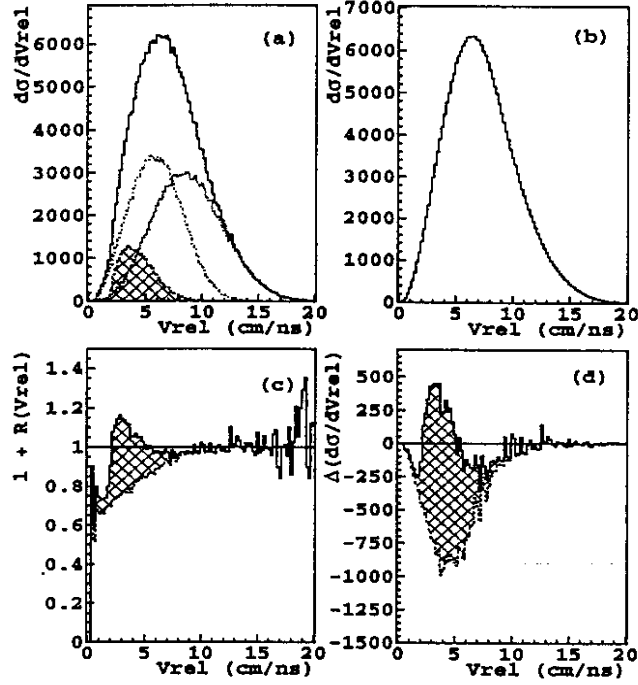 (a)
dσ/dVrel
6000
5000
4000
3000
2000
1000
0
0 5 10 15 20
Vrel (cm/ns)
(b)
dσ/dVrel
7000
6000
5000
4000
3000
2000
1000
0
0 5 10 15 20
Vrel (cm/ns)
(c)
1 + R(Vrel)
1.4
1.2
1
0.8
0.6
0.4
0.2
0
0 5 10 15 20
Vrel (cm/ns)
(d)
Δ(dσ/dVrel)
500
250
0
-250
-500
-750
-1000
-1250
-1500
0 5 10 15 20
Vrel (cm/ns)